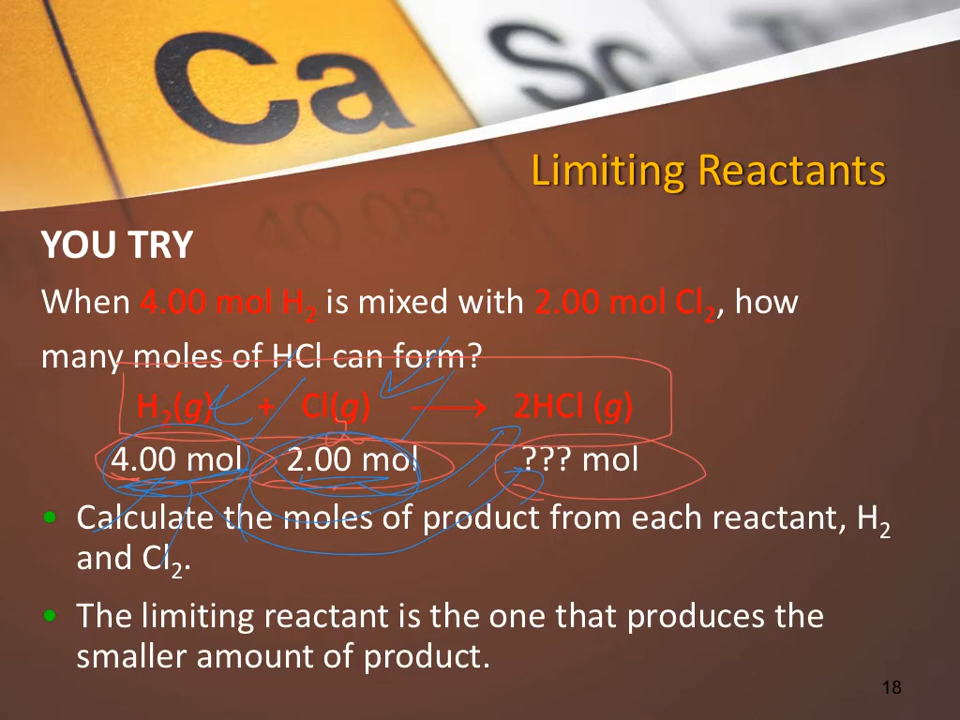 Ca Sc
40.08
Limiting Reactants
YOU TRY
When 4.00 mol H₂ is mixed with 2.00 mol Cl₂, how
many moles of HCl can form?
H₂(g) + Cl(g) ⟶ 2HCl (g)
4.00 mol 2.00 mol ??? mol
• Calculate the moles of product from each reactant, H₂
and Cl₂.
• The limiting reactant is the one that produces the
smaller amount of product.
18